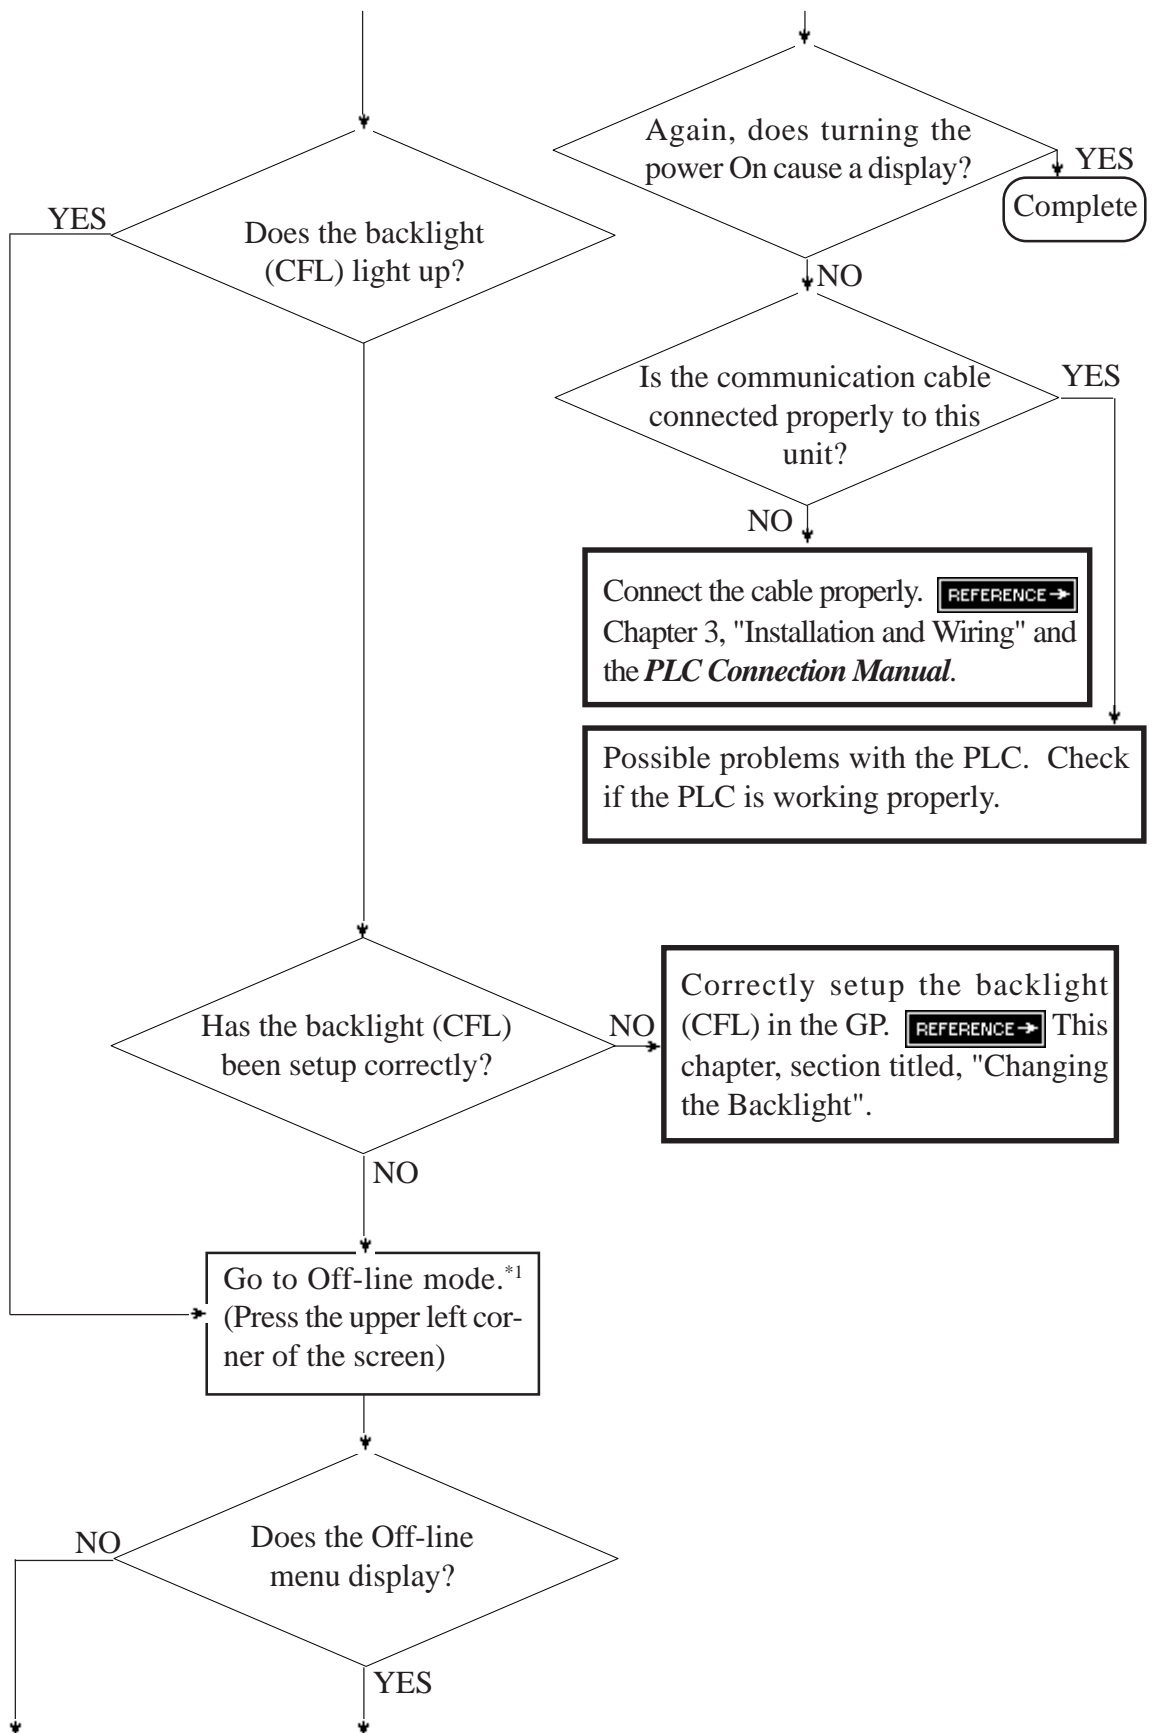 Again, does turning the
power On cause a display?
YES
Complete
YES
Does the backlight
(CFL) light up?
NO
Is the communication cable
connected properly to this
unit?
YES
NO
Connect the cable properly. REFERENCE→
Chapter 3, "Installation and Wiring" and
the PLC Connection Manual.
Possible problems with the PLC. Check
if the PLC is working properly.
Has the backlight (CFL)
been setup correctly?
NO
Correctly setup the backlight
(CFL) in the GP. REFERENCE→ This
chapter, section titled, "Changing
the Backlight".
NO
Go to Off-line mode.*1
(Press the upper left cor-
ner of the screen)
NO
Does the Off-line
menu display?
YES